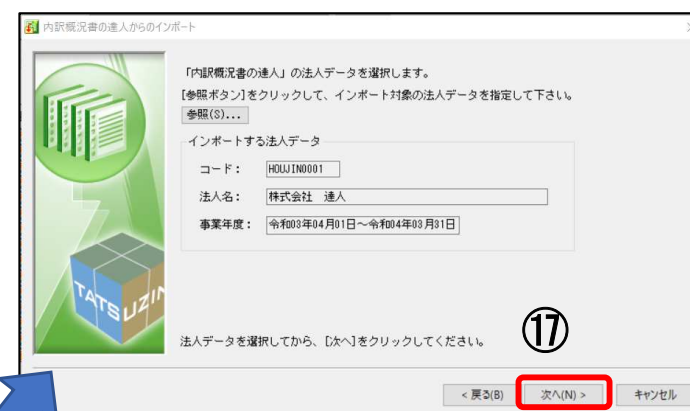 内訳概況書の達人からのインポート
「内訳概況書の達人」の法人データを選択します。
[参照ボタン]をクリックして、インポート対象の法人データを指定して下さい。
参照(S)...
インポートする法人データ
コード： HOUJIN0001
法人名： 株式会社　達人
事業年度： 令和03年04月01日～令和04年03月31日
TATSUZIN
法人データを選択してから、[次へ]をクリックしてください。
⑰
< 戻る(B) 次へ(N) > キャンセル